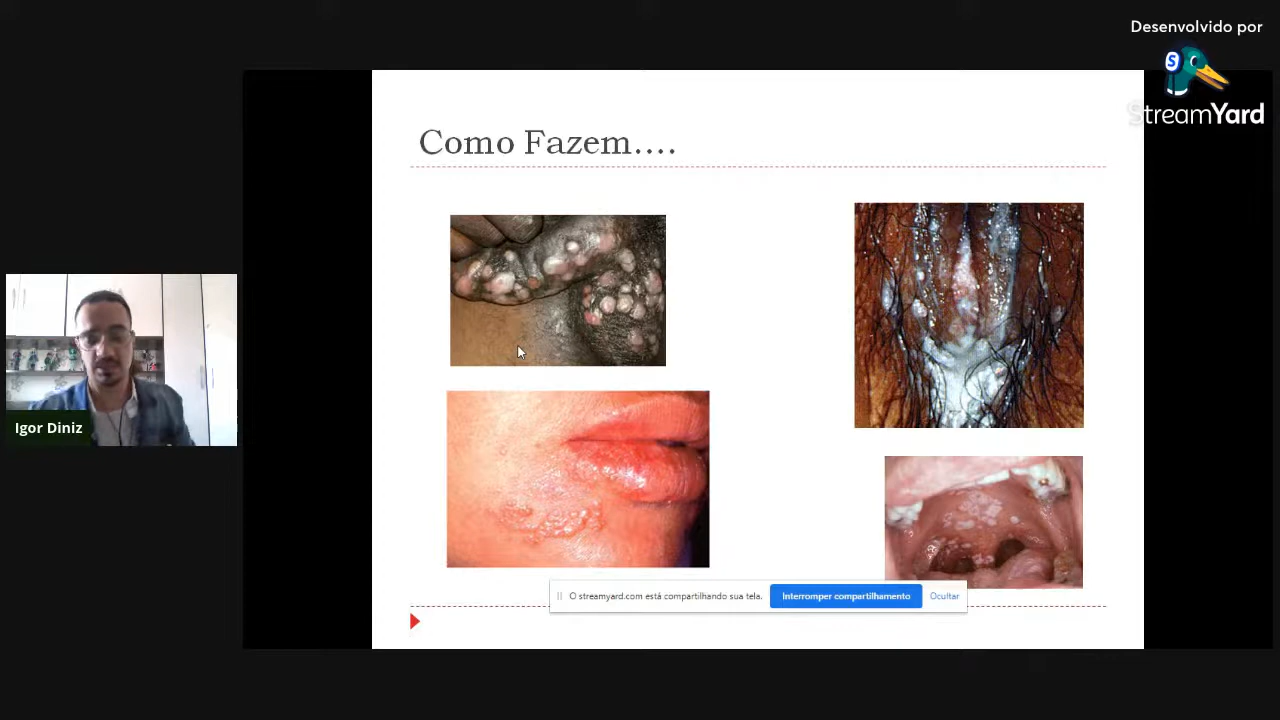 Desenvolvido por
StreamYard
Como Fazem....
Igor Diniz
O streamyard.com está compartilhando sua tela.
Interromper compartilhamento
Ocultar